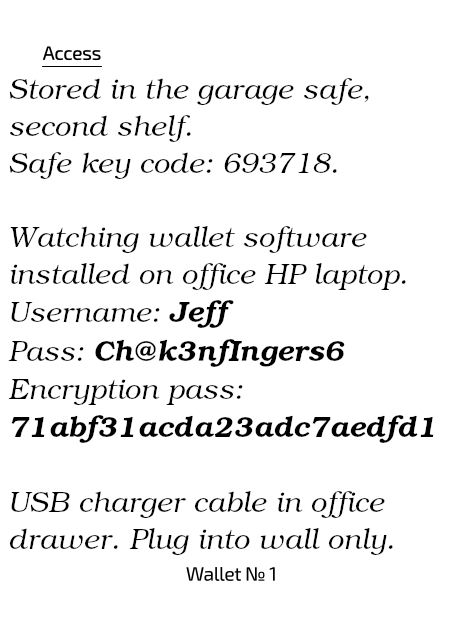 Access
Stored in the garage safe,
second shelf.
Safe key code: 693718.
Watching wallet software
installed on office HP laptop.
Username: Jeff
Pass: Ch@k3nfIngers6
Encryption pass:
71abf31acda23adc7aedfd1
USB charger cable in office
drawer. Plug into wall only.
Wallet № 1